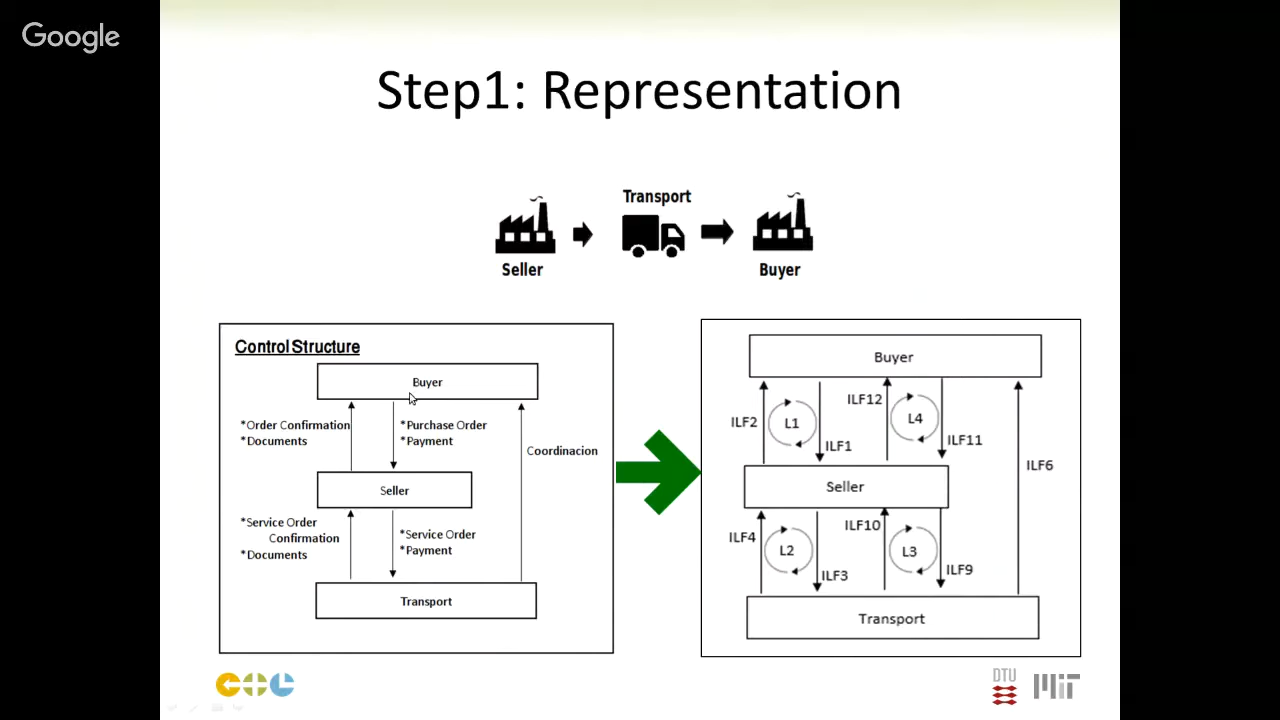 Google
Step1: Representation
Transport
Seller
Buyer
Control Structure
Buyer
*Order Confirmation
*Documents
*Purchase Order
*Payment
Coordinacion
Seller
*Service Order
Confirmation
*Documents
*Service Order
*Payment
Transport
Buyer
ILF2
L1
ILF1
ILF12
L4
ILF11
ILF6
Seller
ILF4
L2
ILF3
ILF10
L3
ILF9
Transport
DTU
MIT